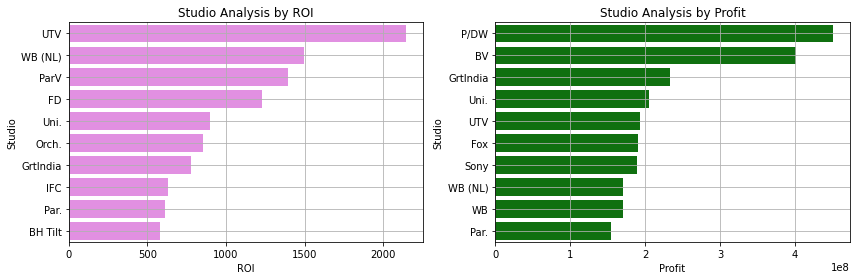 Studio Analysis by ROI
Studio
UTV
WB (NL)
ParV
FD
Uni.
Orch.
GrtIndia
IFC
Par.
BH Tilt
0 500 1000 1500 2000
ROI
Studio Analysis by Profit
Studio
P/DW
BV
GrtIndia
Uni.
UTV
Fox
Sony
WB (NL)
WB
Par.
0 1 2 3 4
1e8
Profit